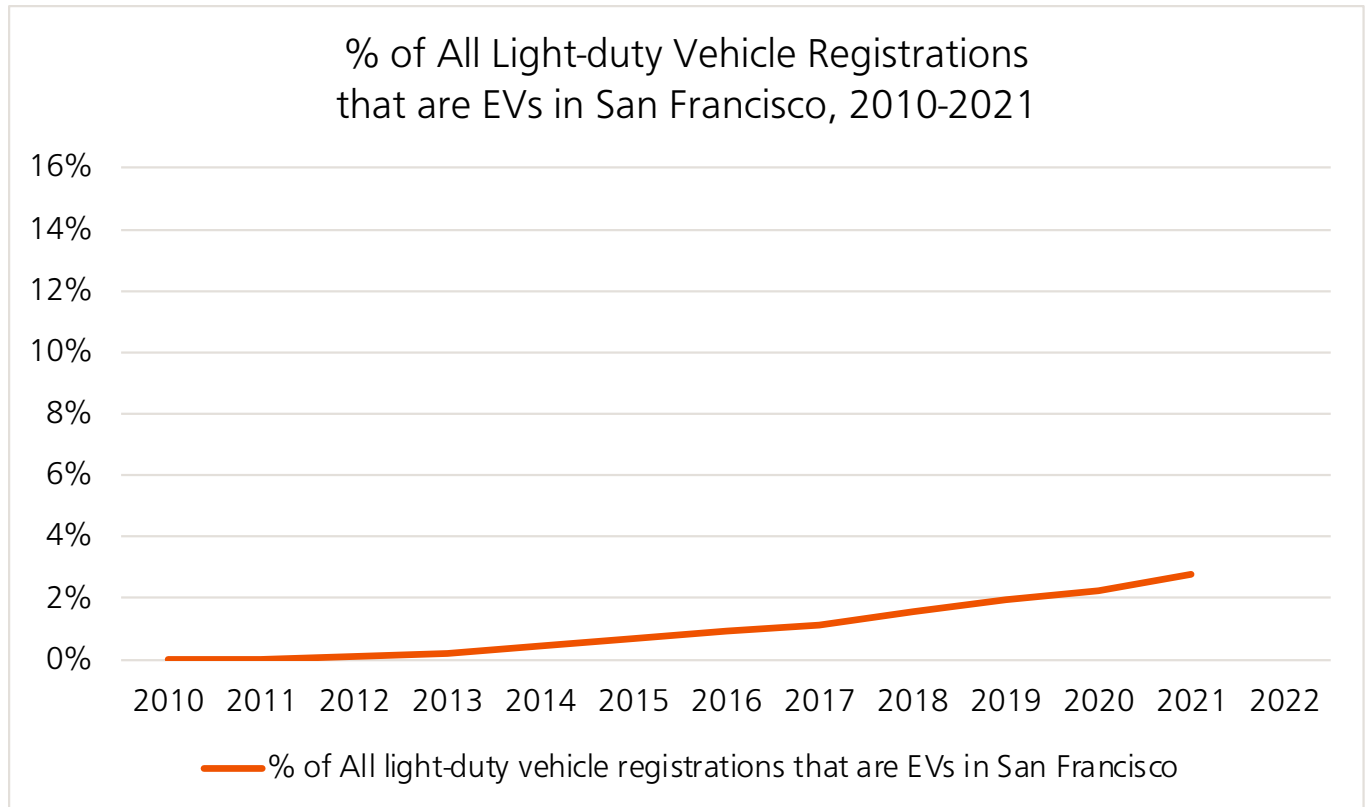 % of All Light-duty Vehicle Registrations
that are EVs in San Francisco, 2010-2021
16%
14%
12%
10%
8%
6%
4%
2%
0%
2010 2011 2012 2013 2014 2015 2016 2017 2018 2019 2020 2021 2022
% of All light-duty vehicle registrations that are EVs in San Francisco